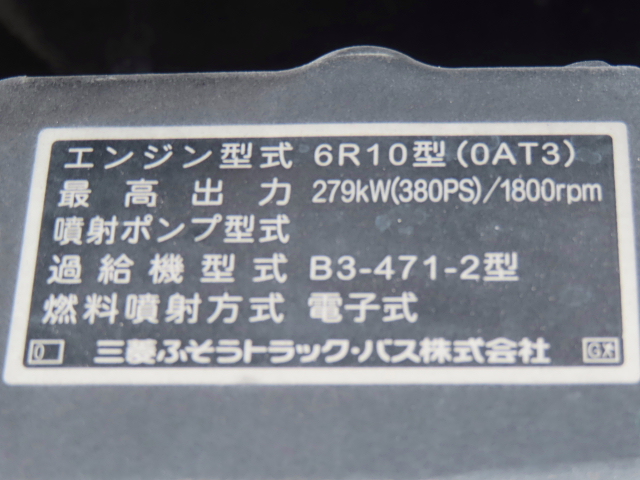 エンジン型式 6R10型(0AT3)
最高出力 279kW(380PS)/1800rpm
噴射ポンプ型式
過給機型式 B3-471-2型
燃料噴射方式 電子式
三菱ふそうトラック・バス株式会社